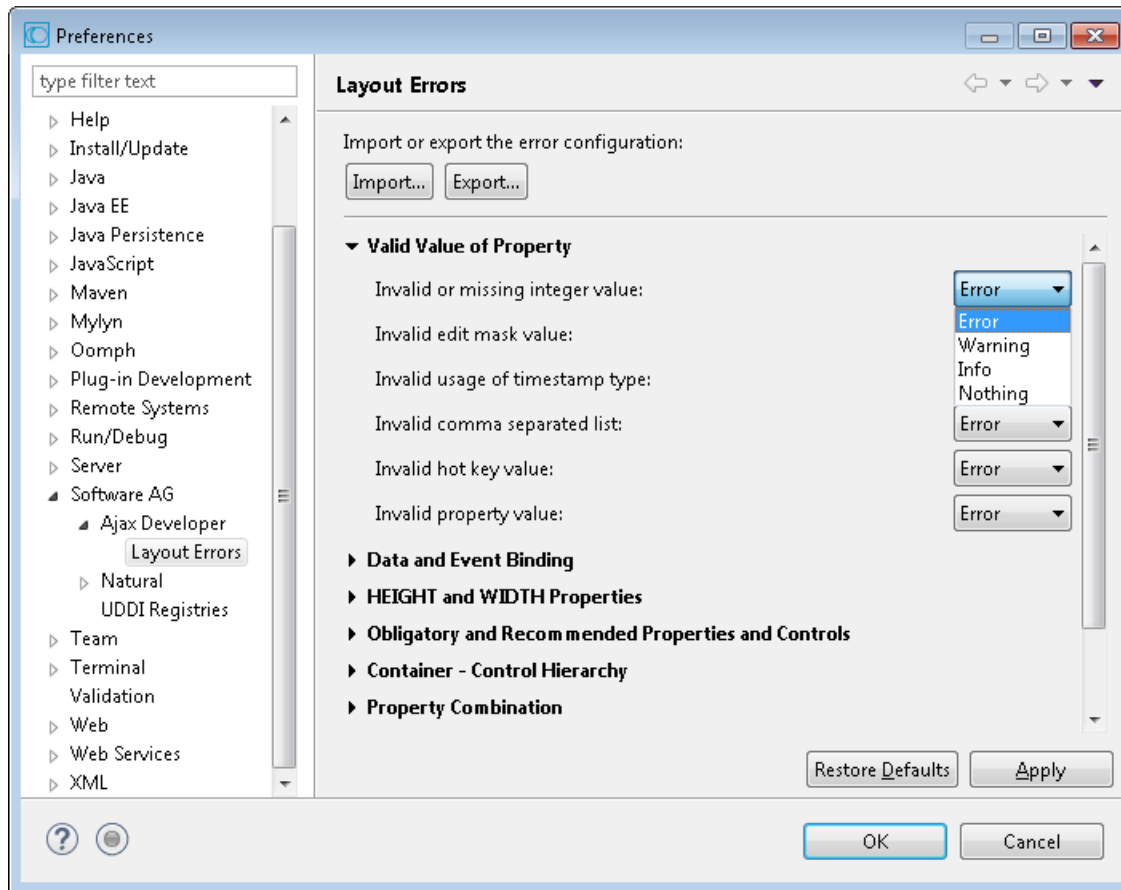 Preferences
type filter text
Help
Install/Update
Java
Java EE
Java Persistence
JavaScript
Maven
Mylyn
Oomph
Plug-in Development
Remote Systems
Run/Debug
Server
Software AG
Ajax Developer
Layout Errors
Natural
UDDI Registries
Team
Terminal
Validation
Web
Web Services
XML
Layout Errors
Import or export the error configuration:
Import... Export...
Valid Value of Property
Invalid or missing integer value: Error
Error
Invalid edit mask value:
Warning
Info
Invalid usage of timestamp type:
Nothing
Invalid comma separated list: Error
Invalid hot key value: Error
Invalid property value: Error
Data and Event Binding
HEIGHT and WIDTH Properties
Obligatory and Recommended Properties and Controls
Container - Control Hierarchy
Property Combination
Restore Defaults Apply
? OK Cancel